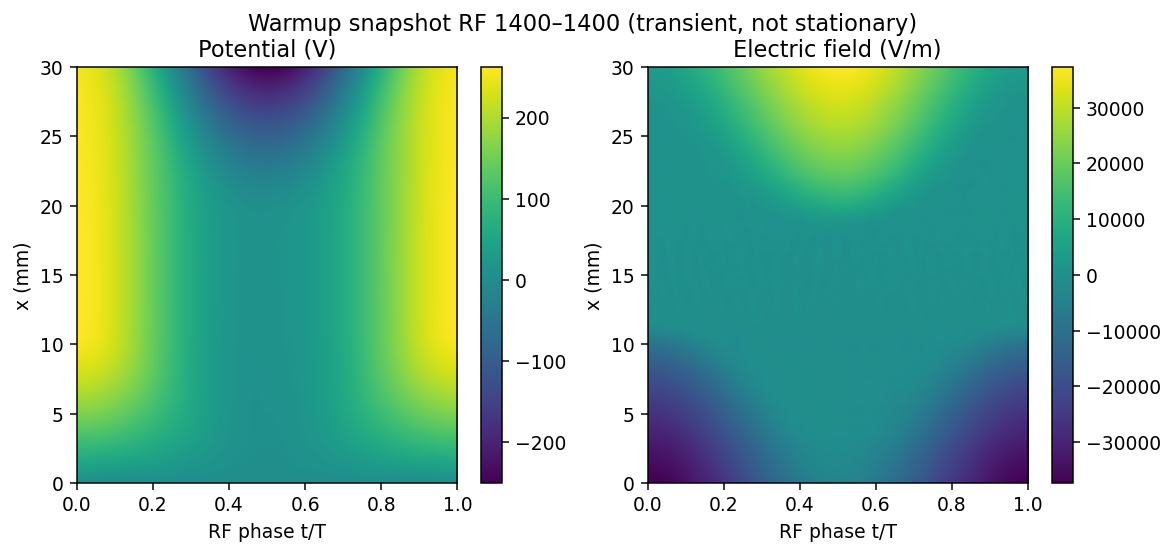 Warmup snapshot RF 1400–1400 (transient, not stationary)
Potential (V)
30
25
20
15
10
5
0
x (mm)
0.0 0.2 0.4 0.6 0.8 1.0
RF phase t/T
200
100
0
−100
−200
Electric field (V/m)
30
25
20
15
10
5
0
x (mm)
0.0 0.2 0.4 0.6 0.8 1.0
RF phase t/T
30000
20000
10000
0
−10000
−20000
−30000